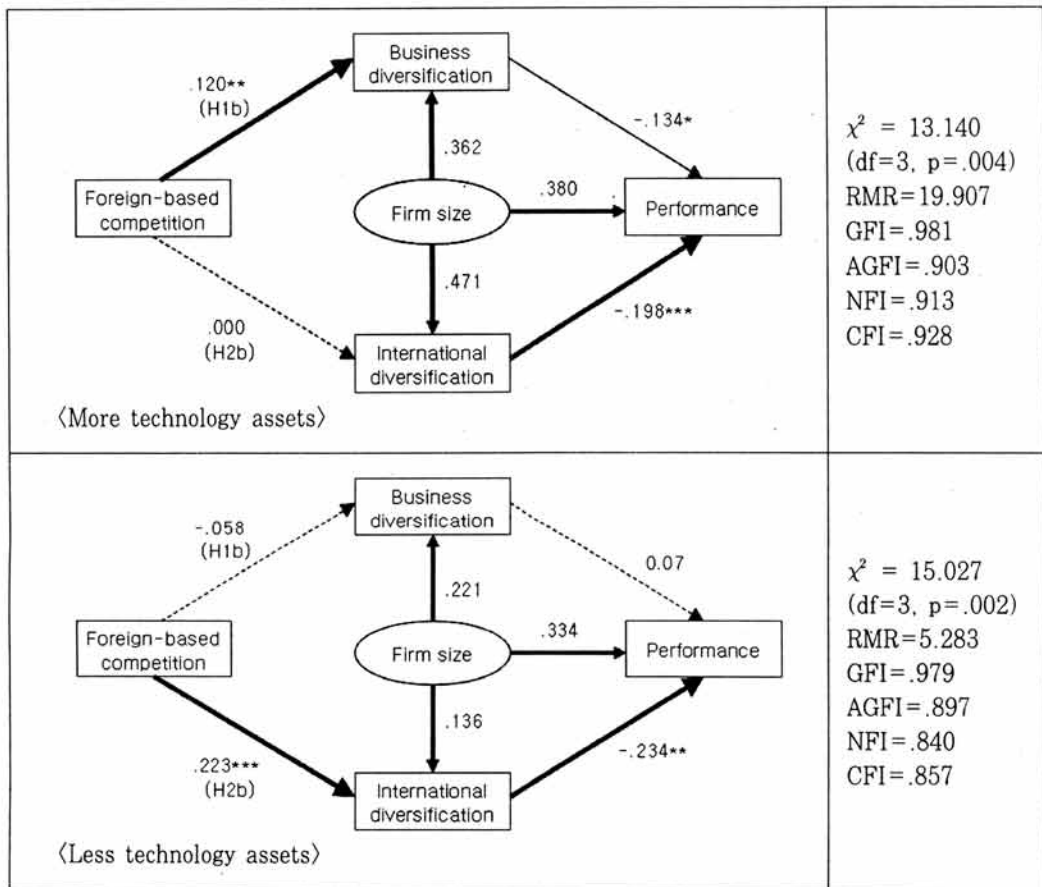 Business
diversification
.120**
(H1b)
-.134*
.362
Foreign-based
competition
Firm size
.380
Performance
.471
.000
(H2b)
-.198***
International
diversification
〈More technology assets〉
χ² = 13.140
(df=3, p=.004)
RMR=19.907
GFI=.981
AGFI=.903
NFI=.913
CFI=.928
Business
diversification
-.058
(H1b)
0.07
.221
Foreign-based
competition
Firm size
.334
Performance
.136
.223***
(H2b)
-.234**
International
diversification
〈Less technology assets〉
χ² = 15.027
(df=3, p=.002)
RMR=5.283
GFI=.979
AGFI=.897
NFI=.840
CFI=.857